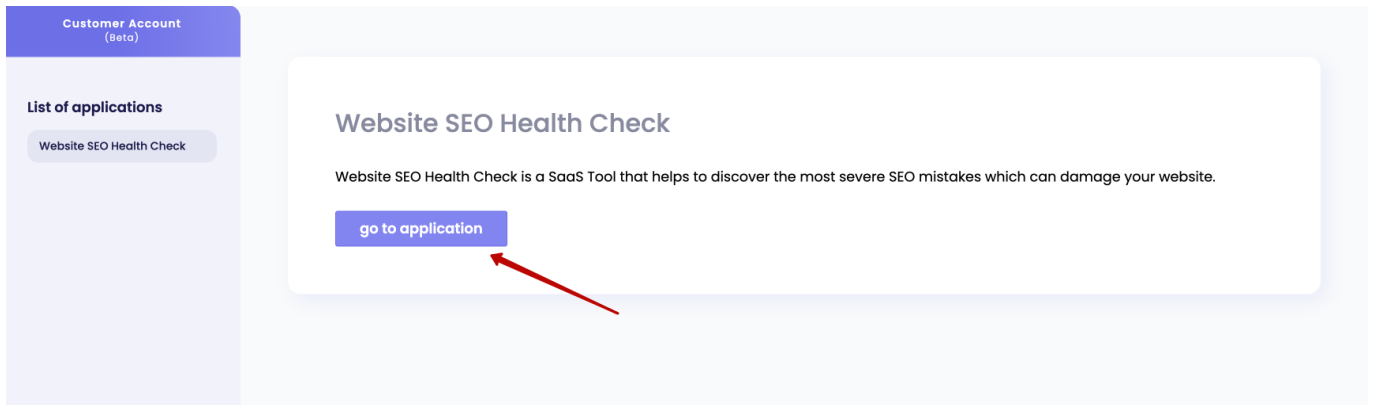 Customer Account
(Beta)
List of applications
Website SEO Health Check
Website SEO Health Check
Website SEO Health Check is a SaaS Tool that helps to discover the most severe SEO mistakes which can damage your website.
go to application